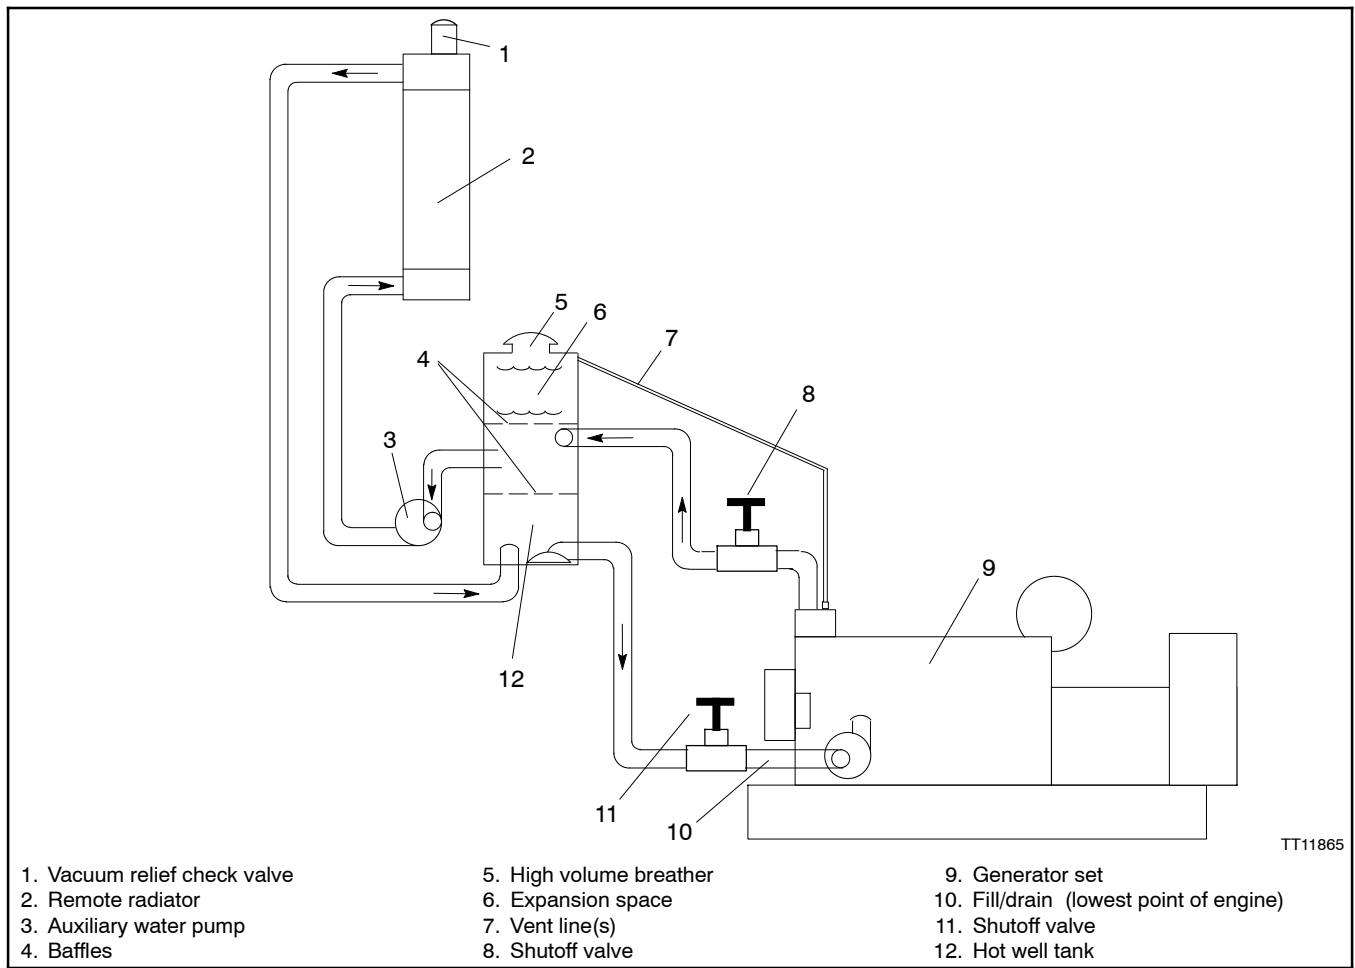 1
2
5
6
7
4
8
3
9
12
11
10
TT11865
1. Vacuum relief check valve
2. Remote radiator
3. Auxiliary water pump
4. Baffles
5. High volume breather
6. Expansion space
7. Vent line(s)
8. Shutoff valve
9. Generator set
10. Fill/drain (lowest point of engine)
11. Shutoff valve
12. Hot well tank